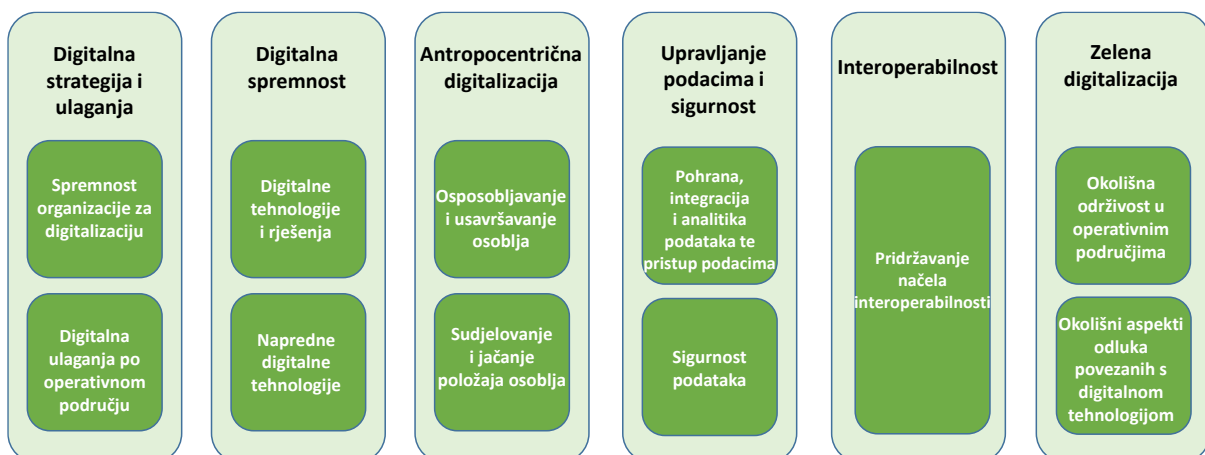 Digitalna
strategija i
ulaganja
Spremnost
organizacije za
digitalizaciju
Digitalna
ulaganja po
operativnom
području
Digitalna
spremnost
Digitalne
tehnologije
i rješenja
Napredne
digitalne
tehnologije
Antropocentrična
digitalizacija
Osposobljavanje
i usavršavanje
osoblja
Sudjelovanje
i jačanje
položaja osoblja
Upravljanje
podacima i
sigurnost
Pohrana,
integracija
i analitika
podataka te
pristup podacima
Sigurnost
podataka
Interoperabilnost
Pridržavanje
načela
interoperabilnosti
Zelena
digitalizacija
Okolišna
održivost u
operativnim
područjima
Okolišni aspekti
odluka
povezanih s
digitalnom
tehnologijom